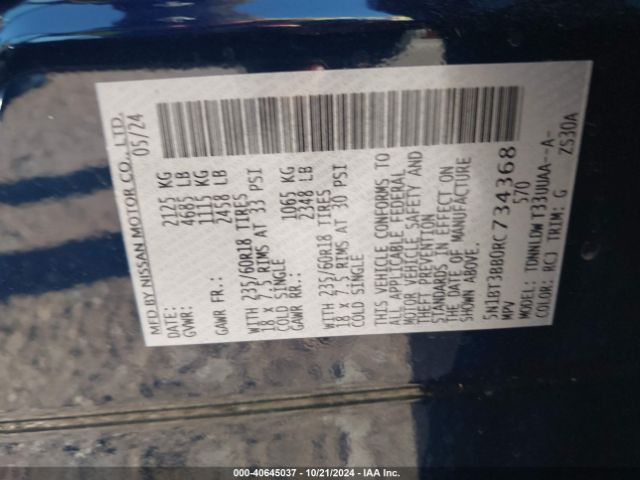 MFD BY NISSAN MOTOR CO., LTD.
DATE: 05/24
GVWR: 2125 KG
4685 LB
GAWR FR.: 1115 KG
2458 LB
WITH 235/60R18 TIRES
18 X 7.5 RIMS AT 33 PSI
COLD SINGLE
GAWR RR.: 1065 KG
2348 LB
WITH 235/60R18 TIRES
18 X 7.5 RIMS AT 30 PSI
COLD SINGLE
THIS VEHICLE CONFORMS TO
ALL APPLICABLE FEDERAL
MOTOR VEHICLE SAFETY AND
THEFT PREVENTION
STANDARDS IN EFFECT ON
THE DATE OF MANUFACTURE
SHOWN ABOVE.
5N1BT3BB0RC734368
MPV 570
MODEL: TDNNLDWT33UUAA--A-
COLOR: RCJ TRIM: G ZS30A
000-40645037 - 10/21/2024 - IAA Inc.